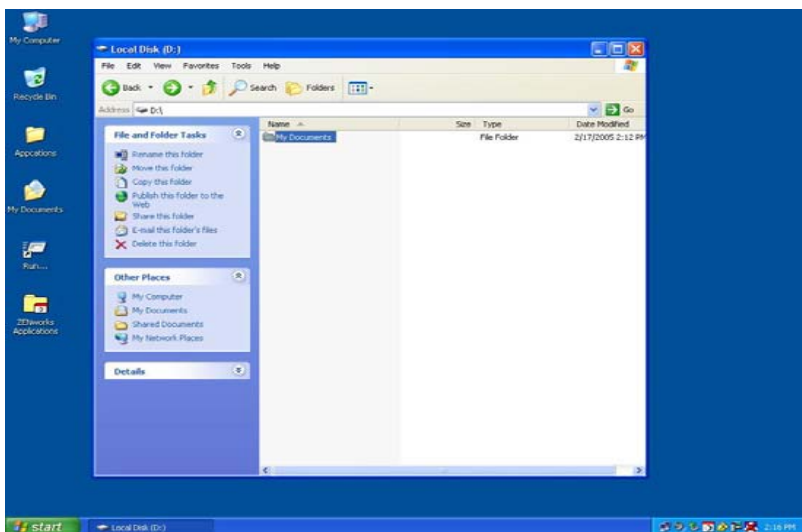 My Computer
Recycle Bin
Appcations
My Documents
Run...
ZENworks
Applications
Local Disk (D:)
File Edit View Favorites Tools Help
Back Search Folders
Address D:\ Go
File and Folder Tasks
Rename this folder
Move this folder
Copy this folder
Publish this folder to the
Web
Share this folder
E-mail this folder's files
Delete this folder
Other Places
My Computer
My Documents
Shared Documents
My Network Places
Details
Name Size Type Date Modified
My Documents File Folder 2/17/2005 2:12 PM
start Local Disk (D:) 2:16 PM